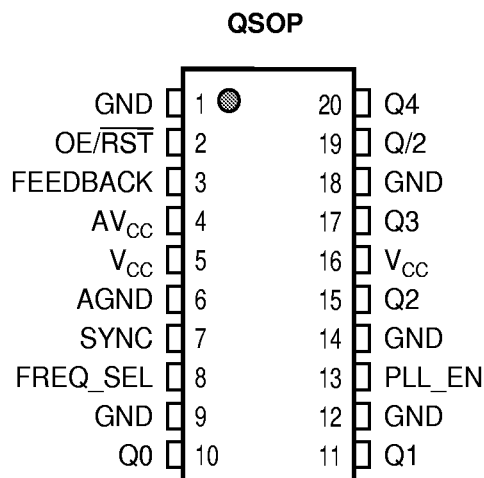 QSOP
GND 1 20 Q4
OE/R̅S̅T̅ 2 19 Q/2
FEEDBACK 3 18 GND
AVCC 4 17 Q3
VCC 5 16 VCC
AGND 6 15 Q2
SYNC 7 14 GND
FREQ_SEL 8 13 PLL_EN
GND 9 12 GND
Q0 10 11 Q1